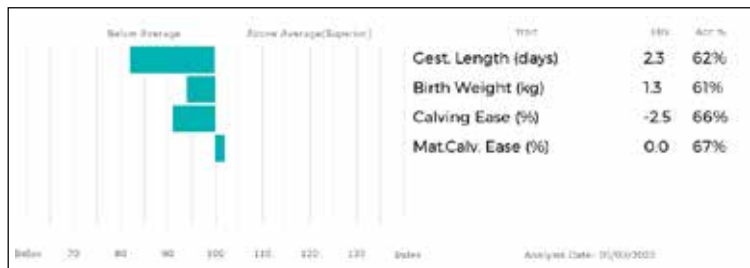 Below Average Above Average(Superior) Trait EBV Acc %
Gest. Length (days) 2.3 62%
Birth Weight (kg) 1.3 61%
Calving Ease (%) -2.5 66%
Mat.Calv. Ease (%) 0.0 67%
Index 70 80 90 100 110 120 130 Index Analysis Date: